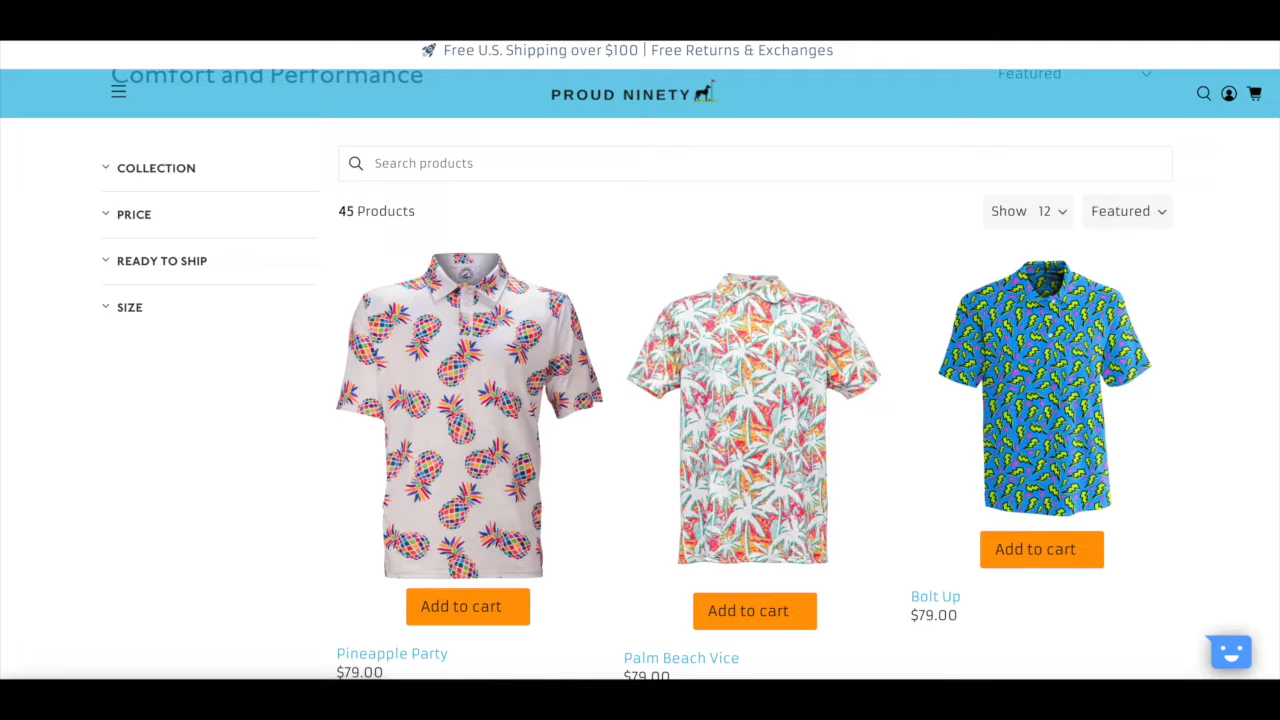 Free U.S. Shipping over $100 | Free Returns & Exchanges
Comfort and Performance
Featured
PROUD NINETY
COLLECTION
Search products
PRICE
45 Products
Show 12
Featured
READY TO SHIP
SIZE
Add to cart
Add to cart
Add to cart
Bolt Up
$79.00
Pineapple Party
$79.00
Palm Beach Vice
$79.00